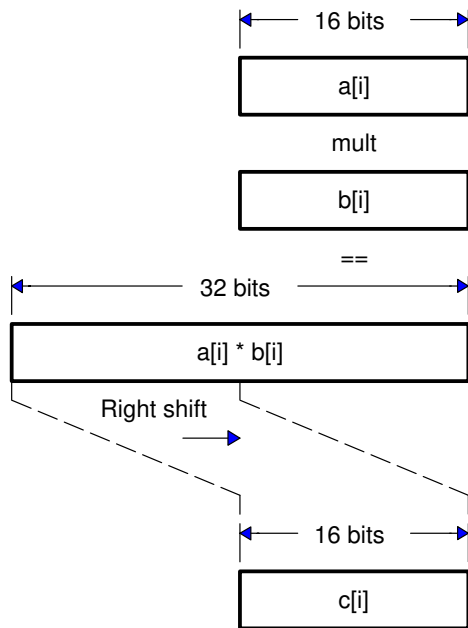 16 bits
a[i]
mult
b[i]
==
32 bits
a[i] * b[i]
Right shift
16 bits
c[i]